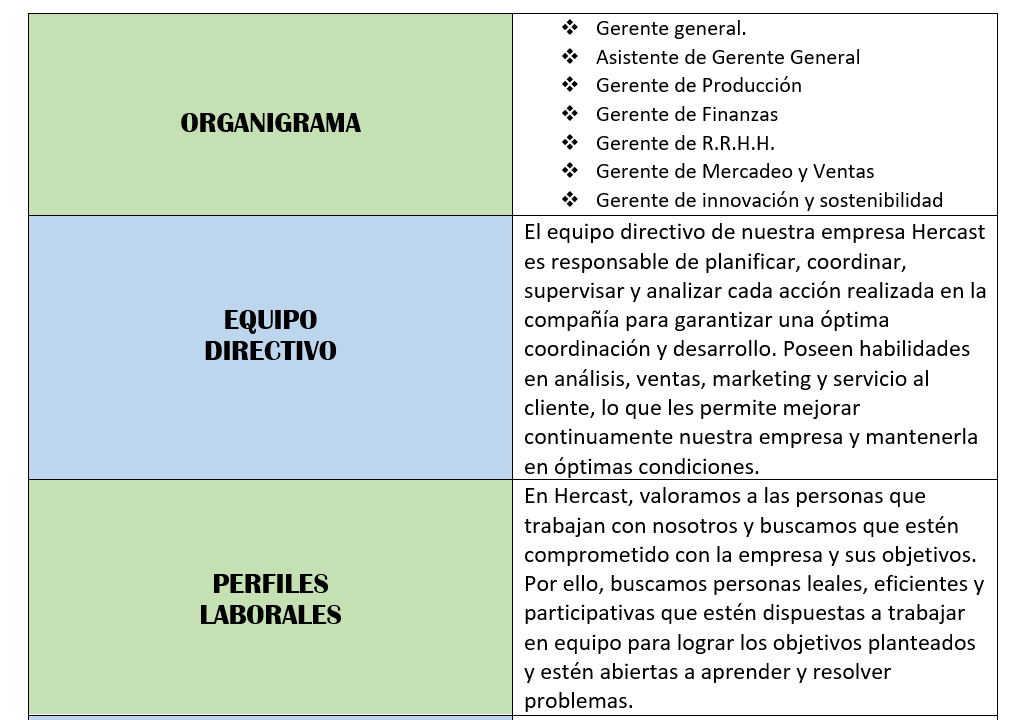 ORGANIGRAMA
❖ Gerente general.
❖ Asistente de Gerente General
❖ Gerente de Producción
❖ Gerente de Finanzas
❖ Gerente de R.R.H.H.
❖ Gerente de Mercadeo y Ventas
❖ Gerente de innovación y sostenibilidad
EQUIPO
DIRECTIVO
El equipo directivo de nuestra empresa Hercast
es responsable de planificar, coordinar,
supervisar y analizar cada acción realizada en la
compañía para garantizar una óptima
coordinación y desarrollo. Poseen habilidades
en análisis, ventas, marketing y servicio al
cliente, lo que les permite mejorar
continuamente nuestra empresa y mantenerla
en óptimas condiciones.
PERFILES
LABORALES
En Hercast, valoramos a las personas que
trabajan con nosotros y buscamos que estén
comprometido con la empresa y sus objetivos.
Por ello, buscamos personas leales, eficientes y
participativas que estén dispuestas a trabajar
en equipo para lograr los objetivos planteados
y estén abiertas a aprender y resolver
problemas.